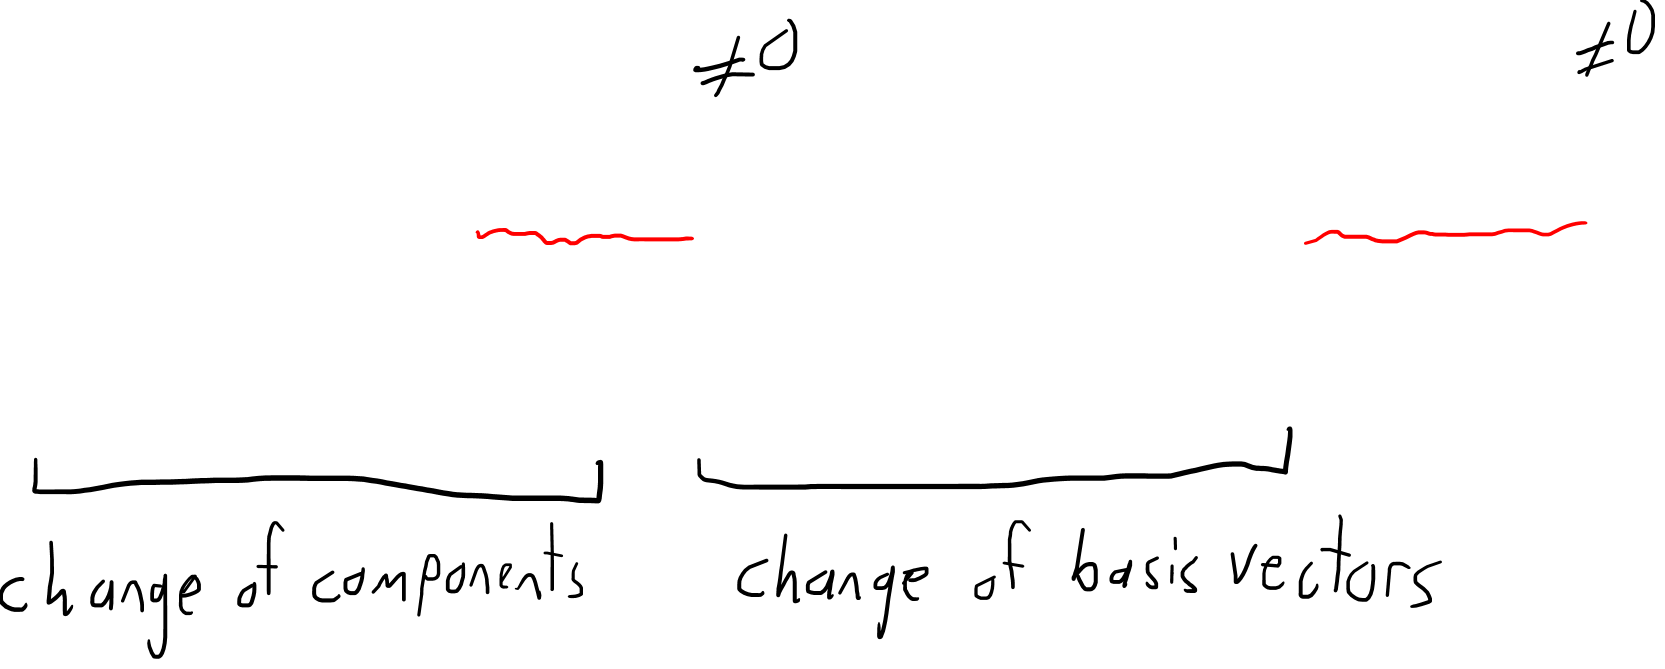 ≠0 ≠0
change of components change of basis vectors